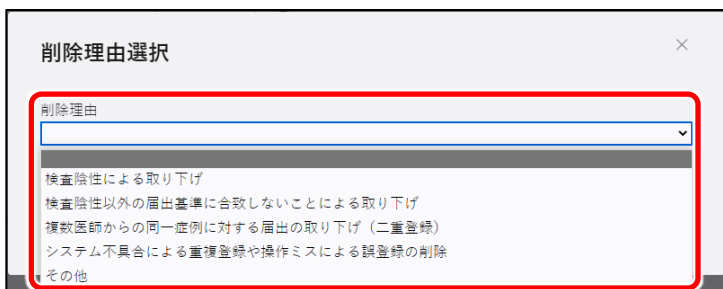 削除理由選択
削除理由
検査陰性による取り下げ
検査陰性以外の届出基準に合致しないことによる取り下げ
複数医師からの同一症例に対する届出の取り下げ（二重登録）
システム不具合による重複登録や操作ミスによる誤登録の削除
その他